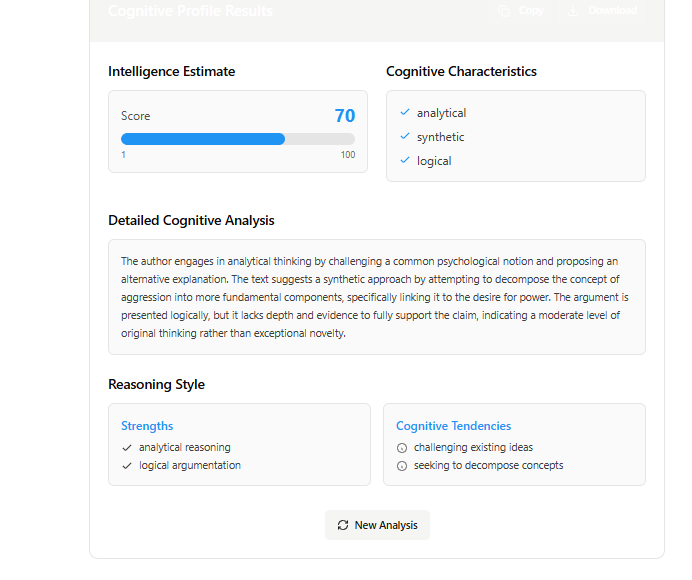 Cognitive Profile Results
Copy
Download
Intelligence Estimate
Cognitive Characteristics
Score
70
1
100
analytical
synthetic
logical
Detailed Cognitive Analysis
The author engages in analytical thinking by challenging a common psychological notion and proposing an
alternative explanation. The text suggests a synthetic approach by attempting to decompose the concept of
aggression into more fundamental components, specifically linking it to the desire for power. The argument is
presented logically, but it lacks depth and evidence to fully support the claim, indicating a moderate level of
original thinking rather than exceptional novelty.
Reasoning Style
Strengths
analytical reasoning
logical argumentation
Cognitive Tendencies
challenging existing ideas
seeking to decompose concepts
New Analysis